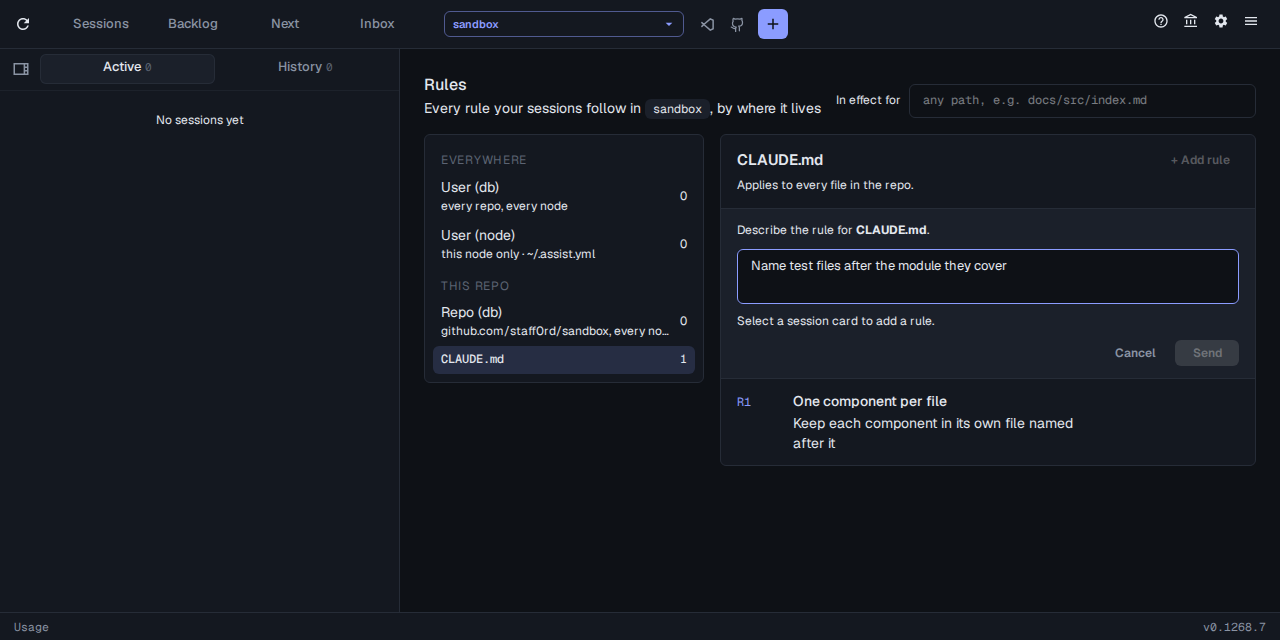 Sessions Backlog Next Inbox sandbox
Active 0 History 0
No sessions yet
Rules
Every rule your sessions follow in sandbox, by where it lives
In effect for any path, e.g. docs/src/index.md
EVERYWHERE
User (db) 0
every repo, every node
User (node) 0
this node only · ~/.assist.yml
THIS REPO
Repo (db) 0
github.com/staff0rd/sandbox, every no…
CLAUDE.md 1
CLAUDE.md + Add rule
Applies to every file in the repo.
Describe the rule for CLAUDE.md.
Name test files after the module they cover
Select a session card to add a rule.
Cancel Send
R1 One component per file
Keep each component in its own file named
after it
Usage v0.1268.7